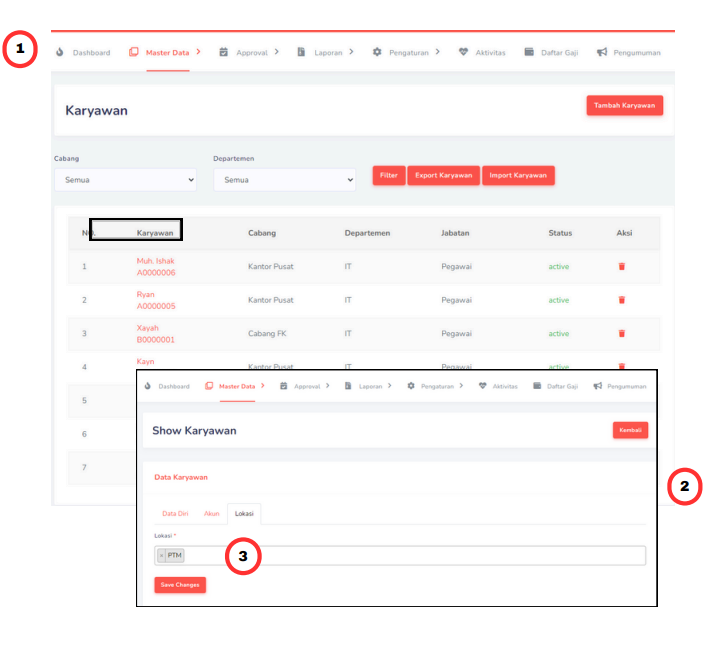 1
Dashboard Master Data Approval Laporan Pengaturan Aktivitas Daftar Gaji Pengumuman
Karyawan
Tambah Karyawan
Cabang Departemen
Semua Semua Filter Export Karyawan Import Karyawan
NO. Karyawan Cabang Departemen Jabatan Status Aksi
1 Muh. Ishak Kantor Pusat IT Pegawai active
A0000006
2 Ryan Kantor Pusat IT Pegawai active
A0000005
3 Xayah Cabang FK IT Pegawai active
B0000001
4 Kayn Kantor Pusat IT Pegawai active
5
6
7
Dashboard Master Data Approval Laporan Pengaturan Aktivitas Daftar Gaji Pengumuman
Show Karyawan Kembali
Data Karyawan
2
Data Diri Akun Lokasi
Lokasi *
× PTM
3
Save Changes